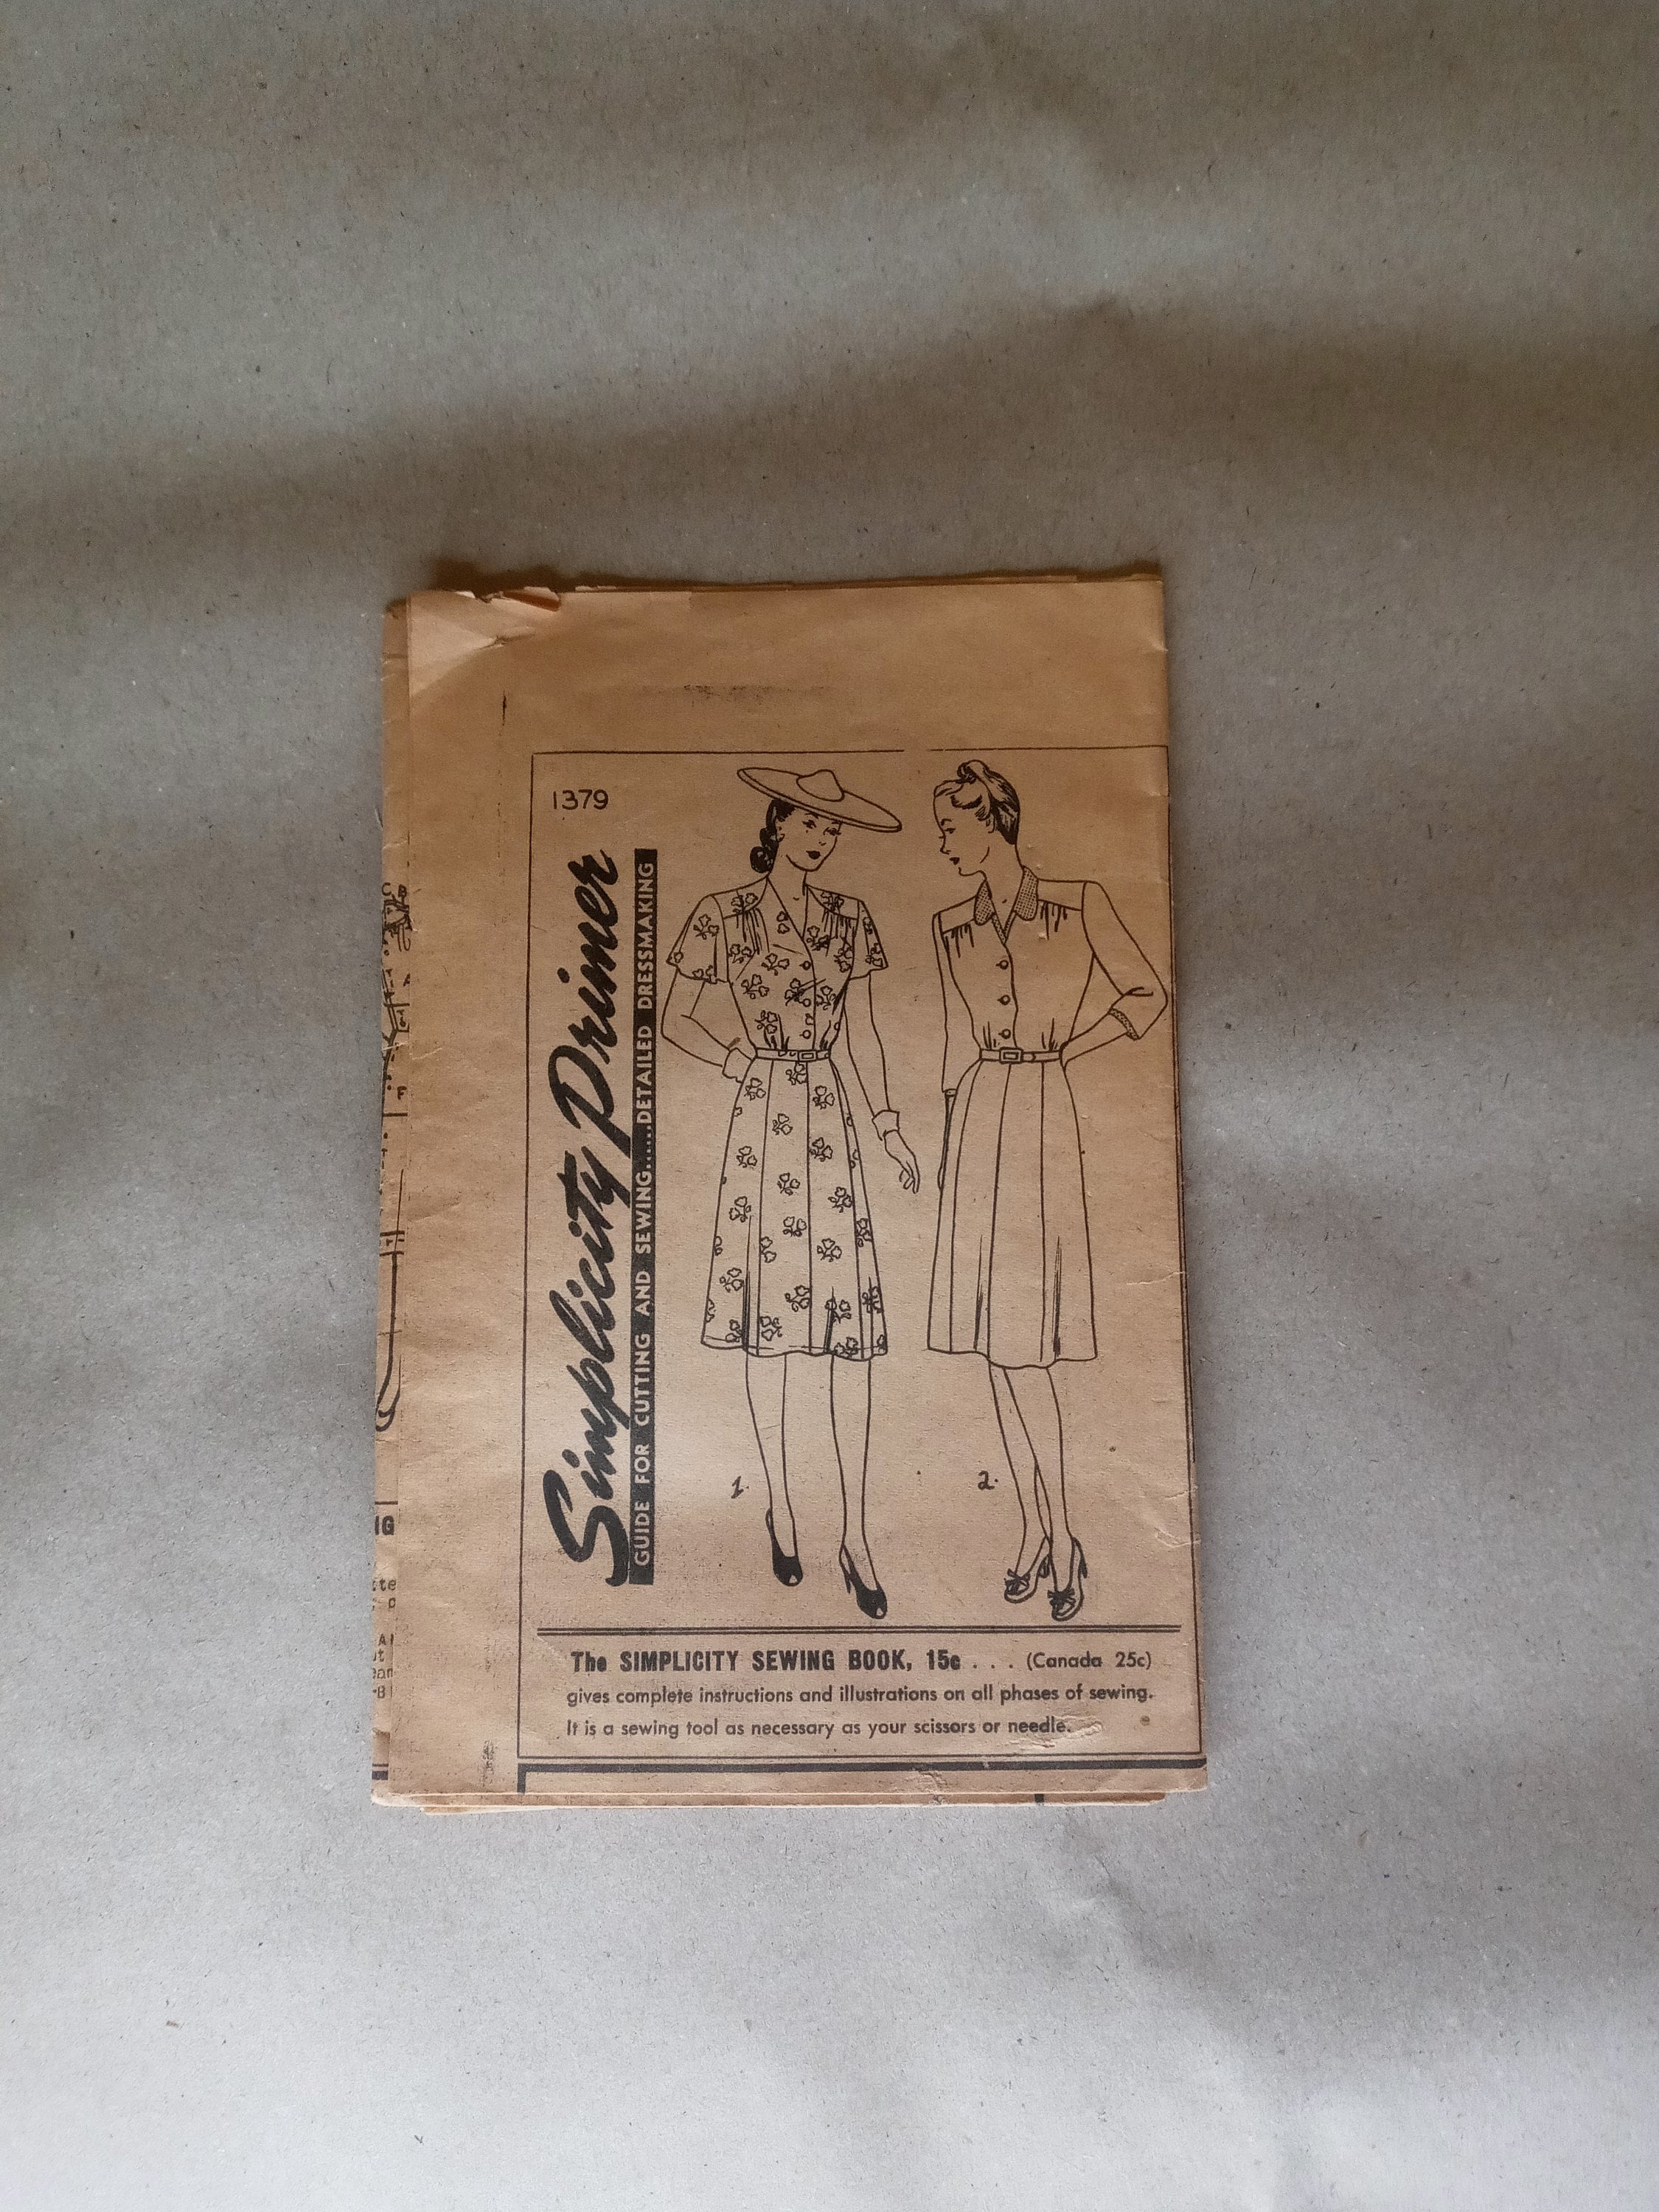 1379
Simplicity Primer
GUIDE FOR CUTTING AND SEWING......DETAILED DRESSMAKING
1.
2.
The SIMPLICITY SEWING BOOK, 15c . . . (Canada 25c)
gives complete instructions and illustrations on all phases of sewing.
It is a sewing tool as necessary as your scissors or needle.